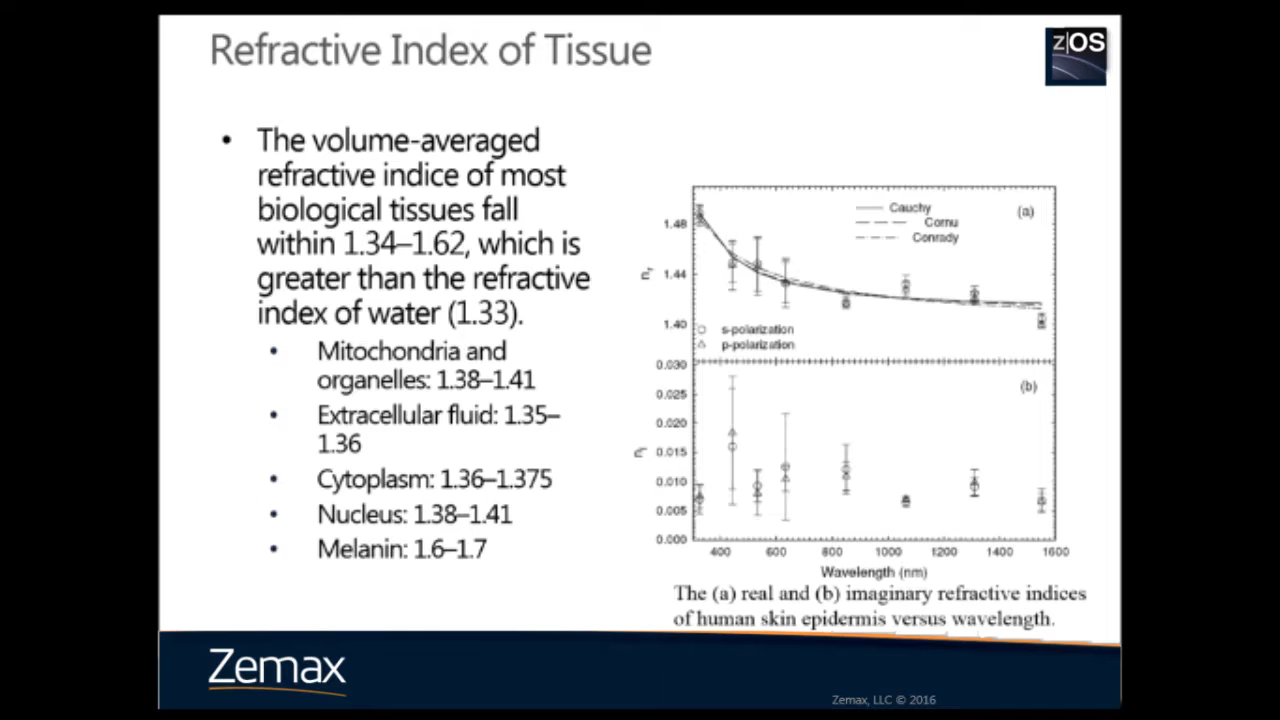 Refractive Index of Tissue
z|OS
• The volume-averaged
refractive indice of most
biological tissues fall
within 1.34–1.62, which is
greater than the refractive
index of water (1.33).
• Mitochondria and
organelles: 1.38–1.41
• Extracellular fluid: 1.35–
1.36
• Cytoplasm: 1.36–1.375
• Nucleus: 1.38–1.41
• Melanin: 1.6–1.7
Cauchy
Cornu
Conrady
(a)
1.48
1.44
1.40
nr
s-polarization
p-polarization
(b)
0.030
0.025
0.020
0.015
0.010
0.005
0.000
ni
400 600 800 1000 1200 1400 1600
Wavelength (nm)
The (a) real and (b) imaginary refractive indices
of human skin epidermis versus wavelength.
Zemax
Zemax, LLC © 2016